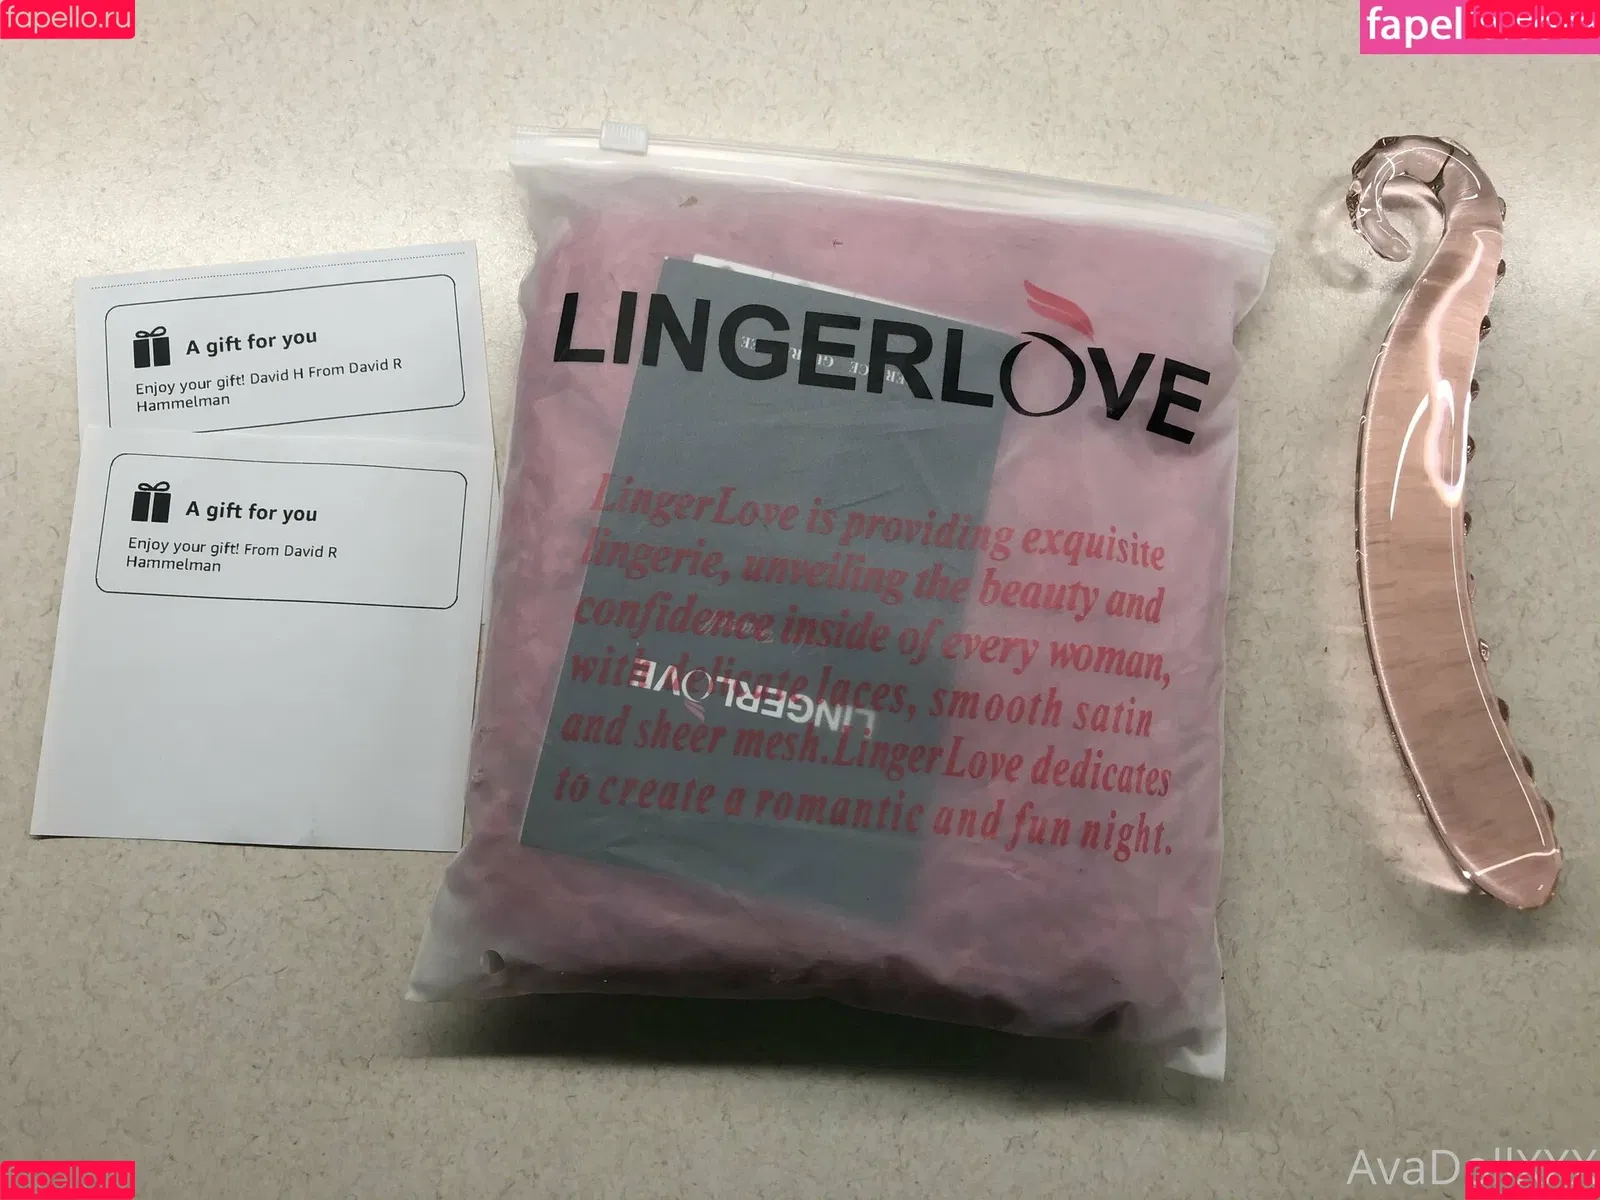 fapello.ru
fapel
fapello.ru
A gift for you
Enjoy your gift! David H From David R
Hammelman
A gift for you
Enjoy your gift! From David R
Hammelman
LINGERLOVE
LingerLove is providing exquisite
lingerie, unveiling the beauty and
confidence inside of every woman,
with delicate laces, smooth satin
and sheer mesh.LingerLove dedicates
to create a romantic and fun night.
LINGERLOVE
fapello.ru
fapello.ru